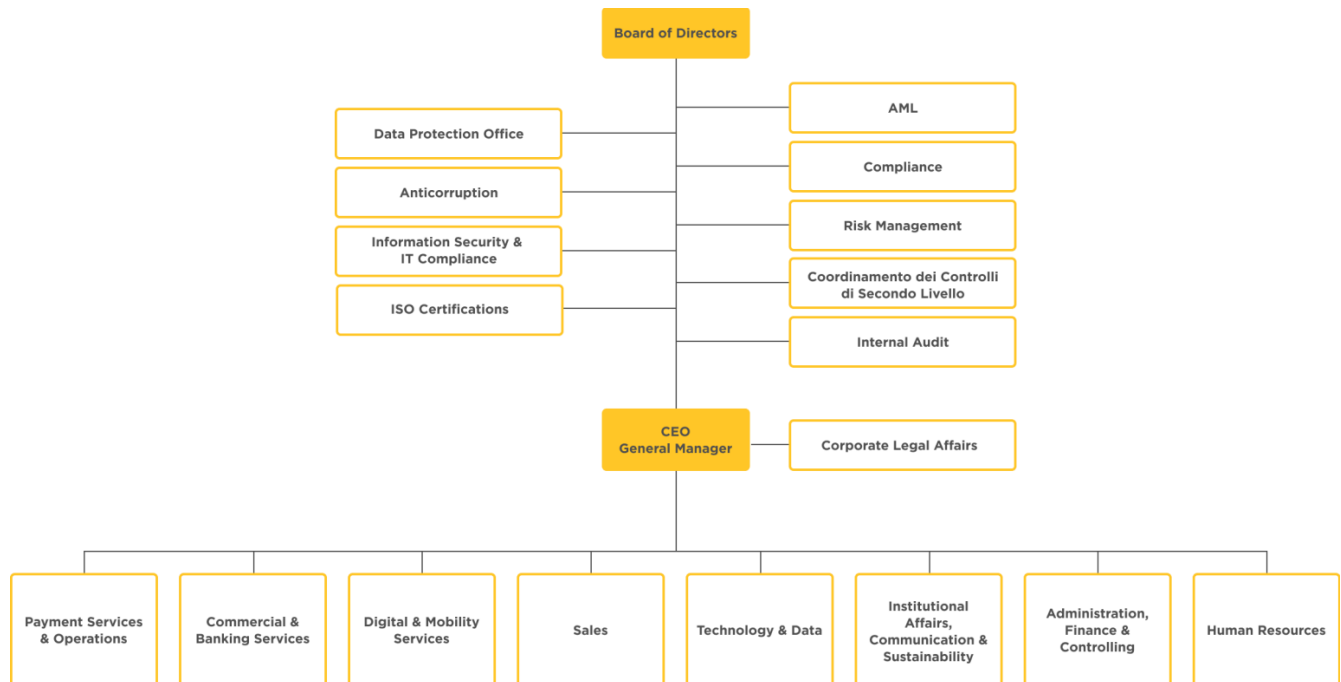 Board of Directors
Data Protection Office
Anticorruption
Information Security &
IT Compliance
ISO Certifications
AML
Compliance
Risk Management
Coordinamento dei Controlli
di Secondo Livello
Internal Audit
CEO
General Manager
Corporate Legal Affairs
Payment Services
& Operations
Commercial &
Banking Services
Digital & Mobility
Services
Sales
Technology & Data
Institutional
Affairs,
Communication &
Sustainability
Administration,
Finance &
Controlling
Human Resources